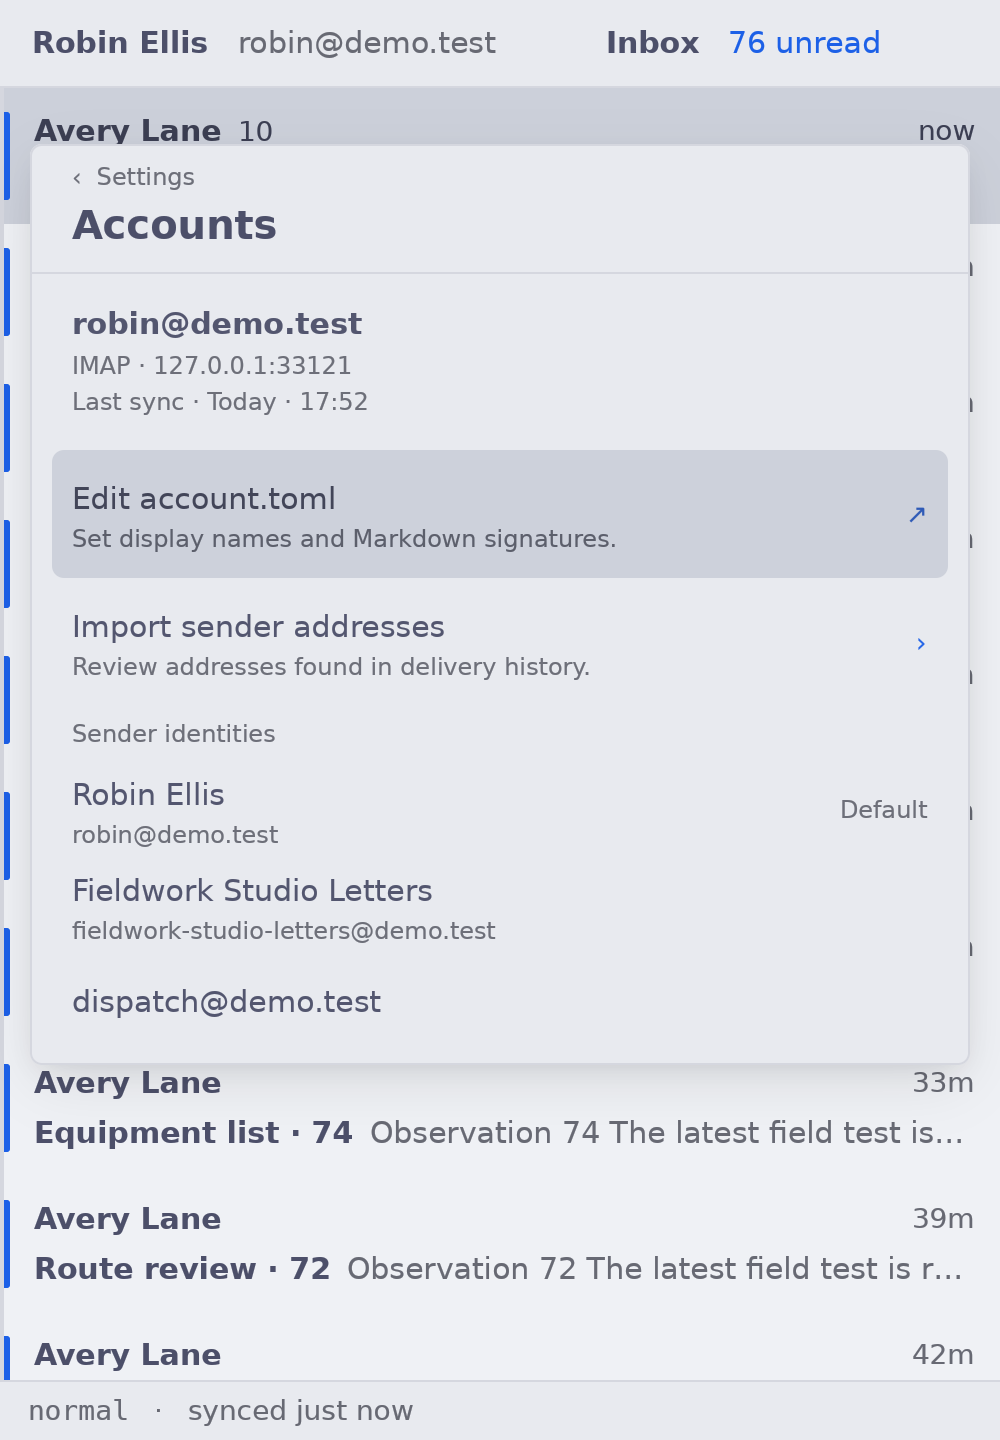 Robin Ellis robin@demo.test Inbox 76 unread
Avery Lane 10 now
‹ Settings
Accounts
robin@demo.test
IMAP · 127.0.0.1:33121
Last sync · Today · 17:52
Edit account.toml
Set display names and Markdown signatures.
↗
Import sender addresses
Review addresses found in delivery history.
›
Sender identities
Robin Ellis
robin@demo.test
Default
Fieldwork Studio Letters
fieldwork-studio-letters@demo.test
dispatch@demo.test
Avery Lane 33m
Equipment list · 74 Observation 74 The latest field test is…
Avery Lane 39m
Route review · 72 Observation 72 The latest field test is r…
Avery Lane 42m
normal · synced just now